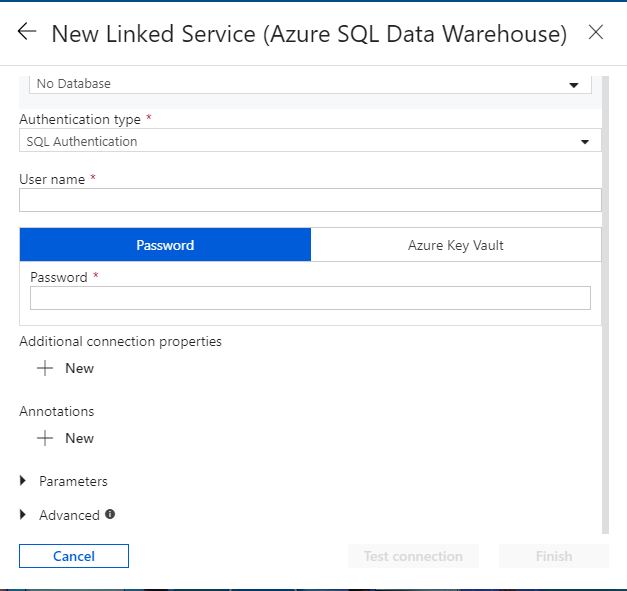 New Linked Service (Azure SQL Data Warehouse)
No Database
Authentication type *
SQL Authentication
User name *
Password
Azure Key Vault
Password *
Additional connection properties
New
Annotations
New
Parameters
Advanced
Cancel
Test connection
Finish